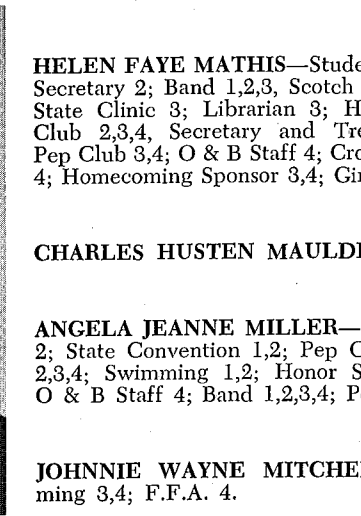 HELEN FAYE MATHIS—Stude
Secretary 2; Band 1,2,3, Scotch
State Clinic 3; Librarian 3; H
Club 2,3,4, Secretary and Tre
Pep Club 3,4; O & B Staff 4; Cro
4; Homecoming Sponsor 3,4; Gi
CHARLES HUSTEN MAULD
ANGELA JEANNE MILLER—
2; State Convention 1,2; Pep C
2,3,4; Swimming 1,2; Honor S
O & B Staff 4; Band 1,2,3,4; P
JOHNNIE WAYNE MITCHE
ming 3,4; F.F.A. 4.